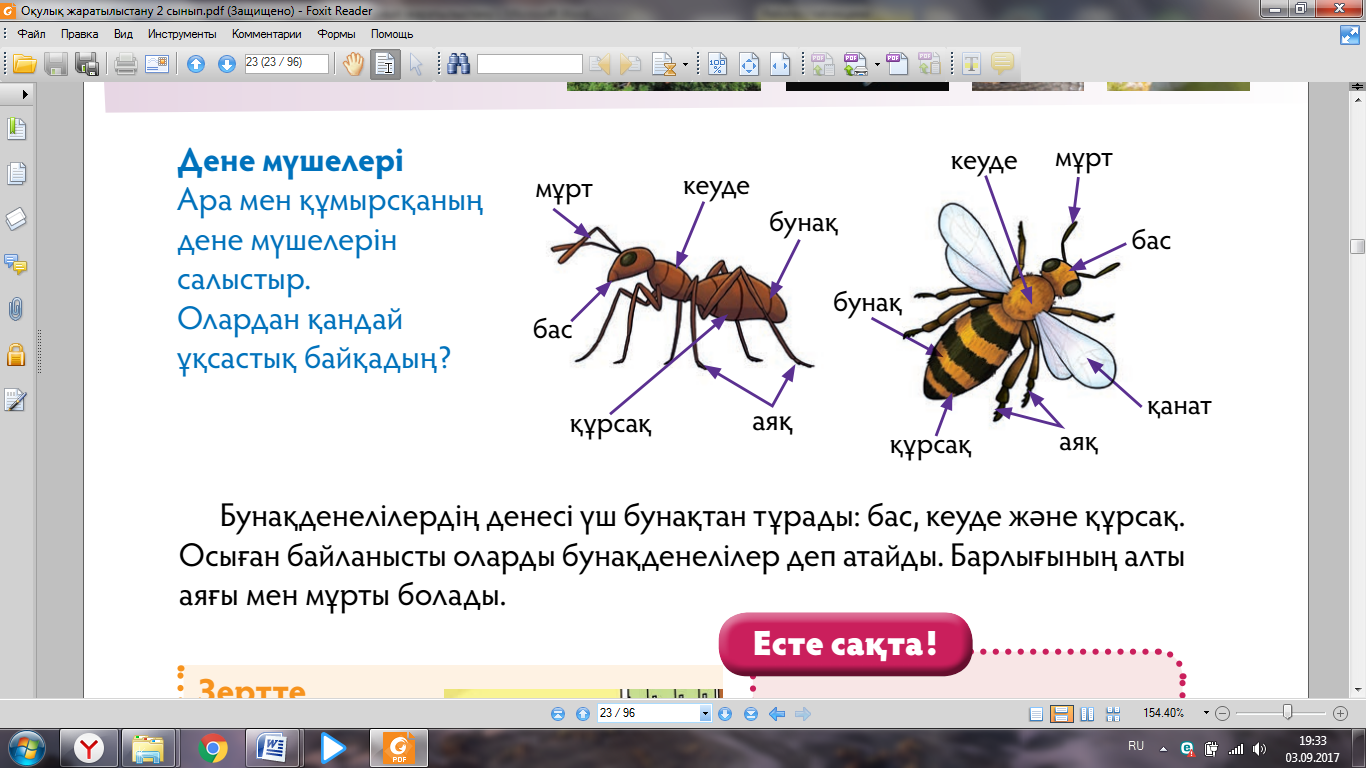 Оқулық жаратылыстану 2 сынып.pdf (Защищено) - Foxit Reader
Файл Правка Вид Инструменты Комментарии Формы Помощь
23 (23 / 96)
Дене мүшелері
Ара мен құмырсқаның
дене мүшелерін
салыстыр.
Олардан қандай
ұқсастық байқадың?
мұрт
кеуде
бунақ
бас
құрсақ
аяқ
кеуде
мұрт
бас
бунақ
қанат
құрсақ
аяқ
Бунақденелілердің денесі үш бунақтан тұрады: бас, кеуде және құрсақ.
Осыған байланысты оларды бунақденелілер деп атайды. Барлығының алты
аяғы мен мұрты болады.
Есте сақта!
Зертте
23 / 96
154.40%
RU
19:33
03.09.2017